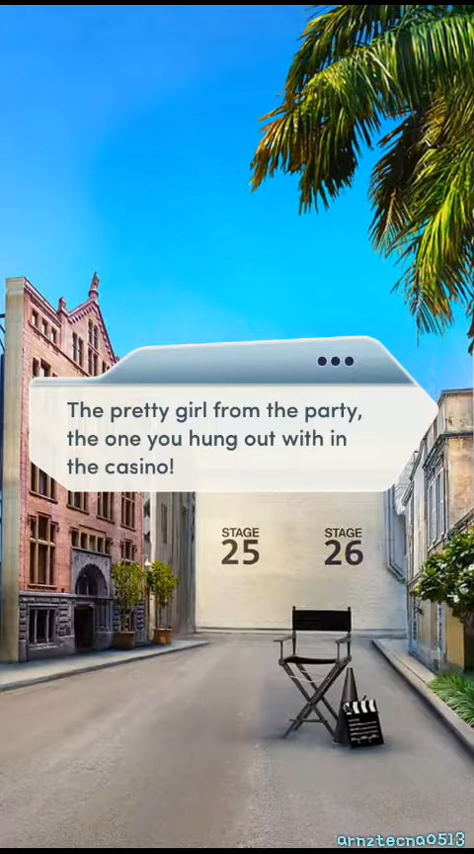 The pretty girl from the party,
the one you hung out with in
the casino!
STAGE STAGE
25 26
arnztecna0513